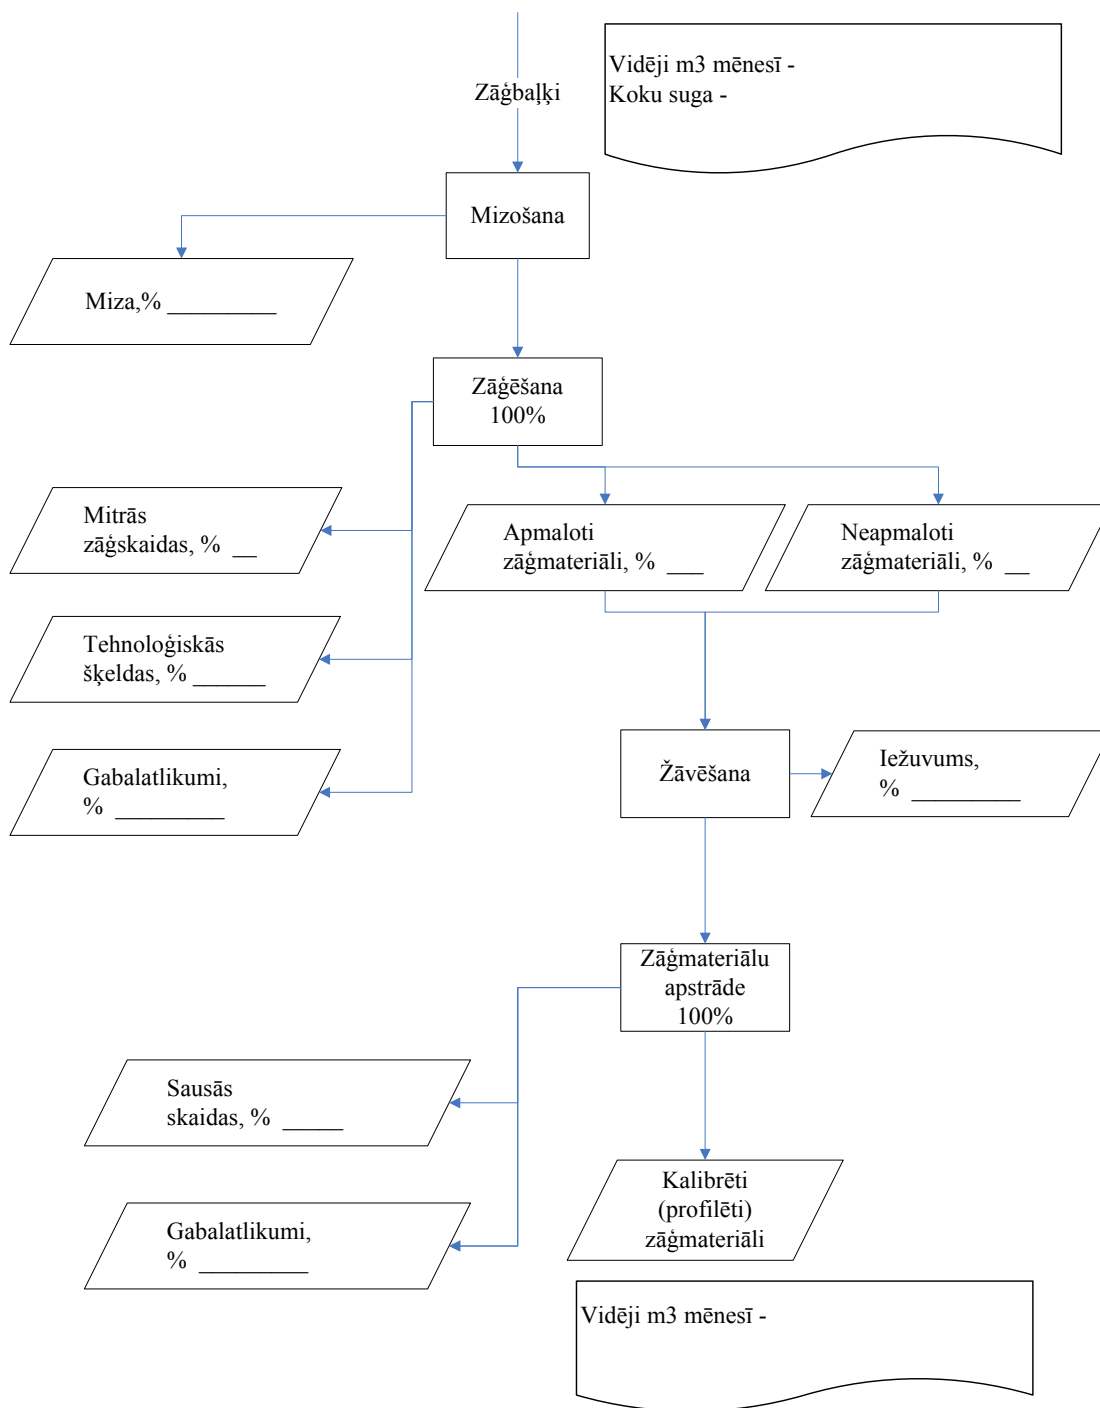 Vidēji m3 mēnesī -
Koku suga -
Zāģbaļķi
Mizošana
Miza,% _________
Zāģēšana
100%
Mitrās
zāģskaidas, % __
Apmaloti
zāģmateriāli, % ___
Neapmaloti
zāģmateriāli, % __
Tehnoloģiskās
šķeldas, % ______
Gabalatlikumi,
% _________
Žāvēšana
Iežuvums,
% _________
Zāģmateriālu
apstrāde
100%
Sausās
skaidas, % _____
Gabalatlikumi,
% _________
Kalibrēti
(profilēti)
zāģmateriāli
Vidēji m3 mēnesī -